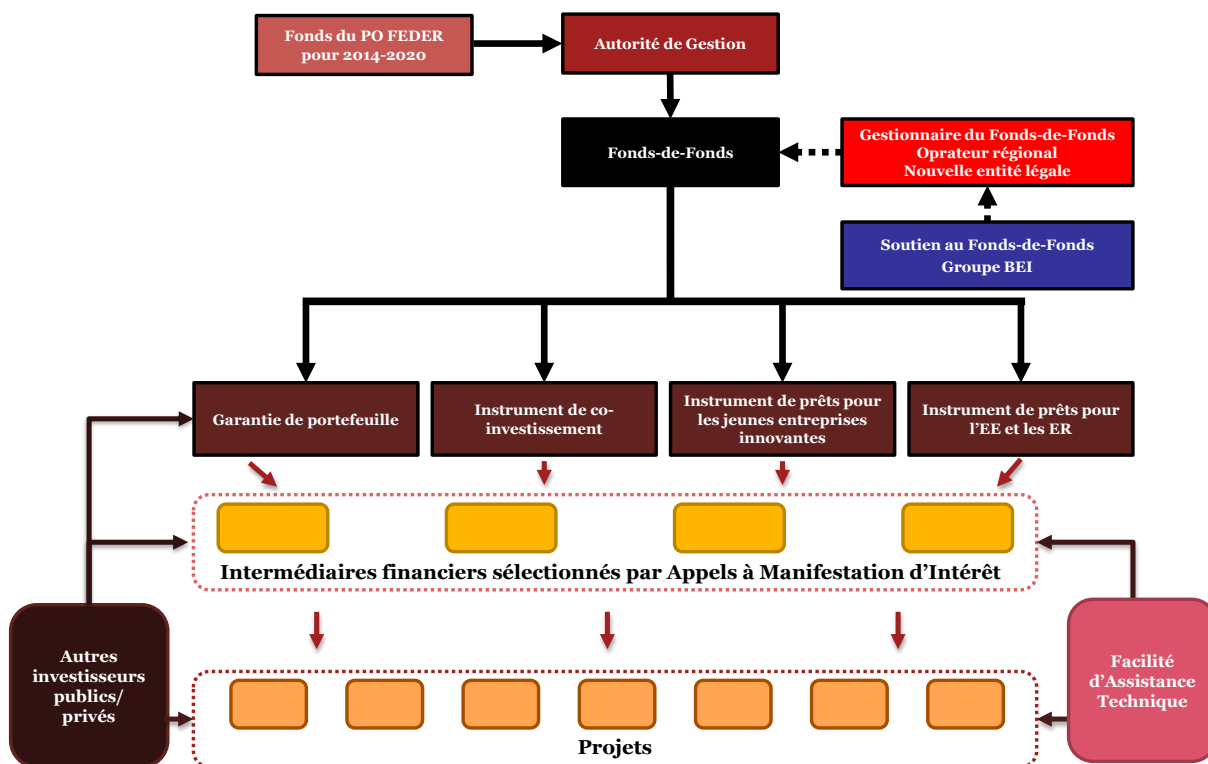 Fonds du PO FEDER
pour 2014-2020
Autorité de Gestion
Fonds-de-Fonds
Gestionnaire du Fonds-de-Fonds
Oprateur régional
Nouvelle entité légale
Soutien au Fonds-de-Fonds
Groupe BEI
Garantie de portefeuille
Instrument de co-
investissement
Instrument de prêts pour
les jeunes entreprises
innovantes
Instrument de prêts pour
l’EE et les ER
Intermédiaires financiers sélectionnés par Appels à Manifestation d’Intérêt
Autres
investisseurs
publics/
privés
Facilité
d’Assistance
Technique
Projets